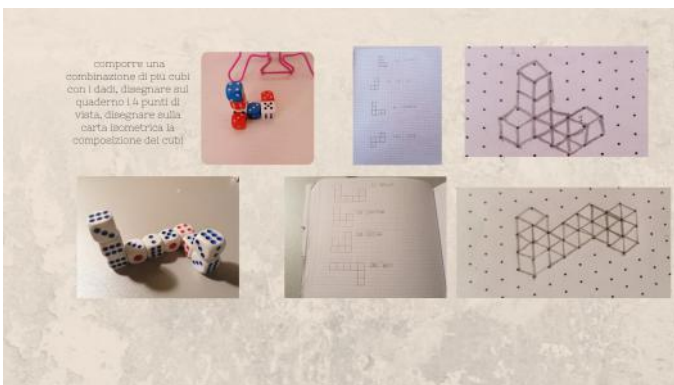 comporre una
combinazione di più cubi
con i dadi, disegnare sul
quaderno i 4 punti di
vista, disegnare sulla
carta isometrica la
composizione dei cubi